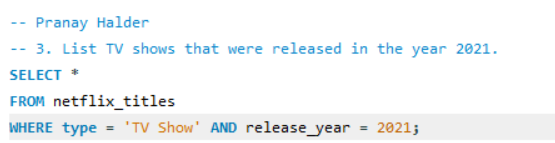 -- Pranay Halder
-- 3. List TV shows that were released in the year 2021.
SELECT *
FROM netflix_titles
WHERE type = 'TV Show' AND release_year = 2021;